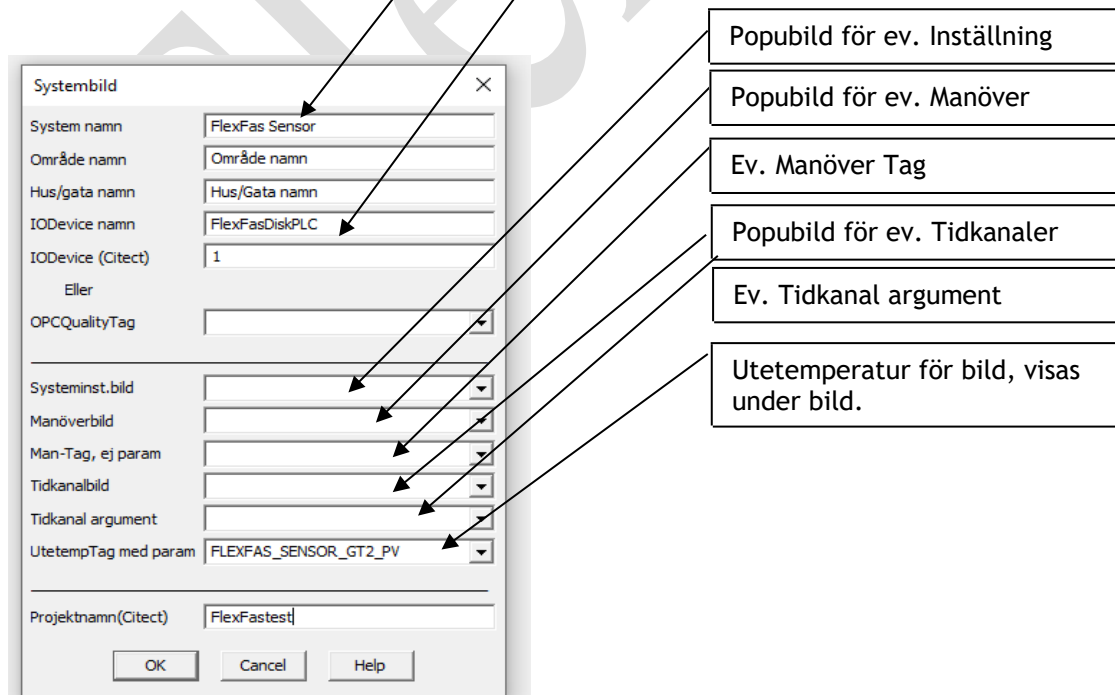 Systembild
System namn FlexFas Sensor
Område namn Område namn
Hus/gata namn Hus/Gata namn
IODevice namn FlexFasDiskPLC
IODevice (Citect) 1
Eller
OPCQualityTag
Systeminst.bild
Manöverbild
Man-Tag, ej param
Tidkanalbild
Tidkanal argument
UtetempTag med param FLEXFAS_SENSOR_GT2_PV
Projektnamn(Citect) FlexFastest
OK Cancel Help
Popubild för ev. Inställning
Popubild för ev. Manöver
Ev. Manöver Tag
Popubild för ev. Tidkanaler
Ev. Tidkanal argument
Utetemperatur för bild, visas
under bild.